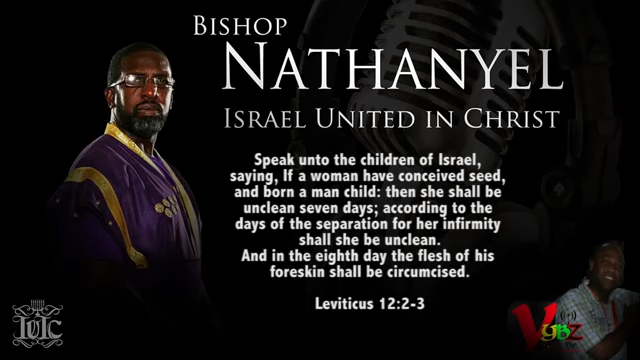 BISHOP
NATHANYEL
ISRAEL UNITED IN CHRIST
Speak unto the children of Israel,
saying, If a woman have conceived seed,
and born a man child: then she shall be
unclean seven days; according to the
days of the separation for her infirmity
shall she be unclean.
And in the eighth day the flesh of his
foreskin shall be circumcised.
Leviticus 12:2-3
IUIC
VYBZ